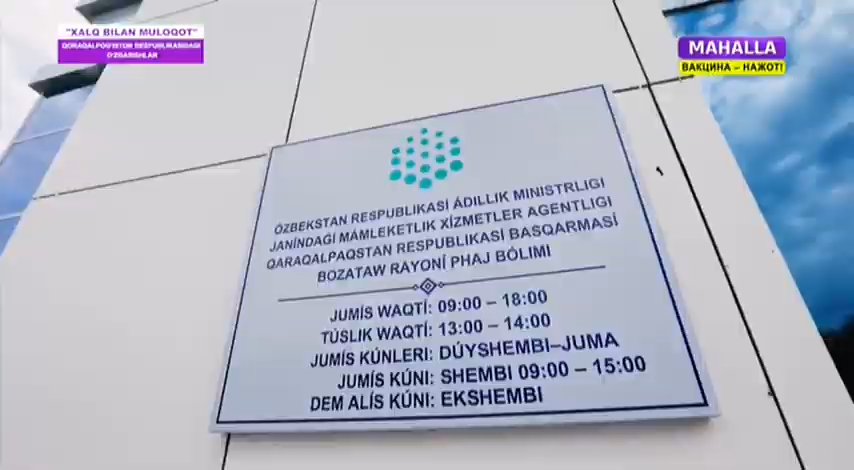 "XALQ BILAN MULOQOT"
QORAQALPOG'ISTON RESPUBLIKASIDAGI
O'ZGARISHLAR
MAHALLA
ВАКЦИНА – НАЖОТ!
ÓZBEKSTAN RESPUBLIKASÍ ÁDILLIK MINISTRLIGI
JANÍNDAǴÍ MÁMLEKETLIK XÍZMETLER AGENTLIGI
QARAQALPAQSTAN RESPUBLIKASÍ BASQARMASÍ
BOZATAW RAYONÍ PHAJ BÓLIMI
JUMÍS WAQTÍ: 09:00 – 18:00
TÚSLIK WAQTÍ: 13:00 – 14:00
JUMÍS KÚNLERI: DÚYSHEMBI–JUMA
JUMÍS KÚNI: SHEMBI 09:00 – 15:00
DEM ALÍS KÚNI: EKSHEMBI